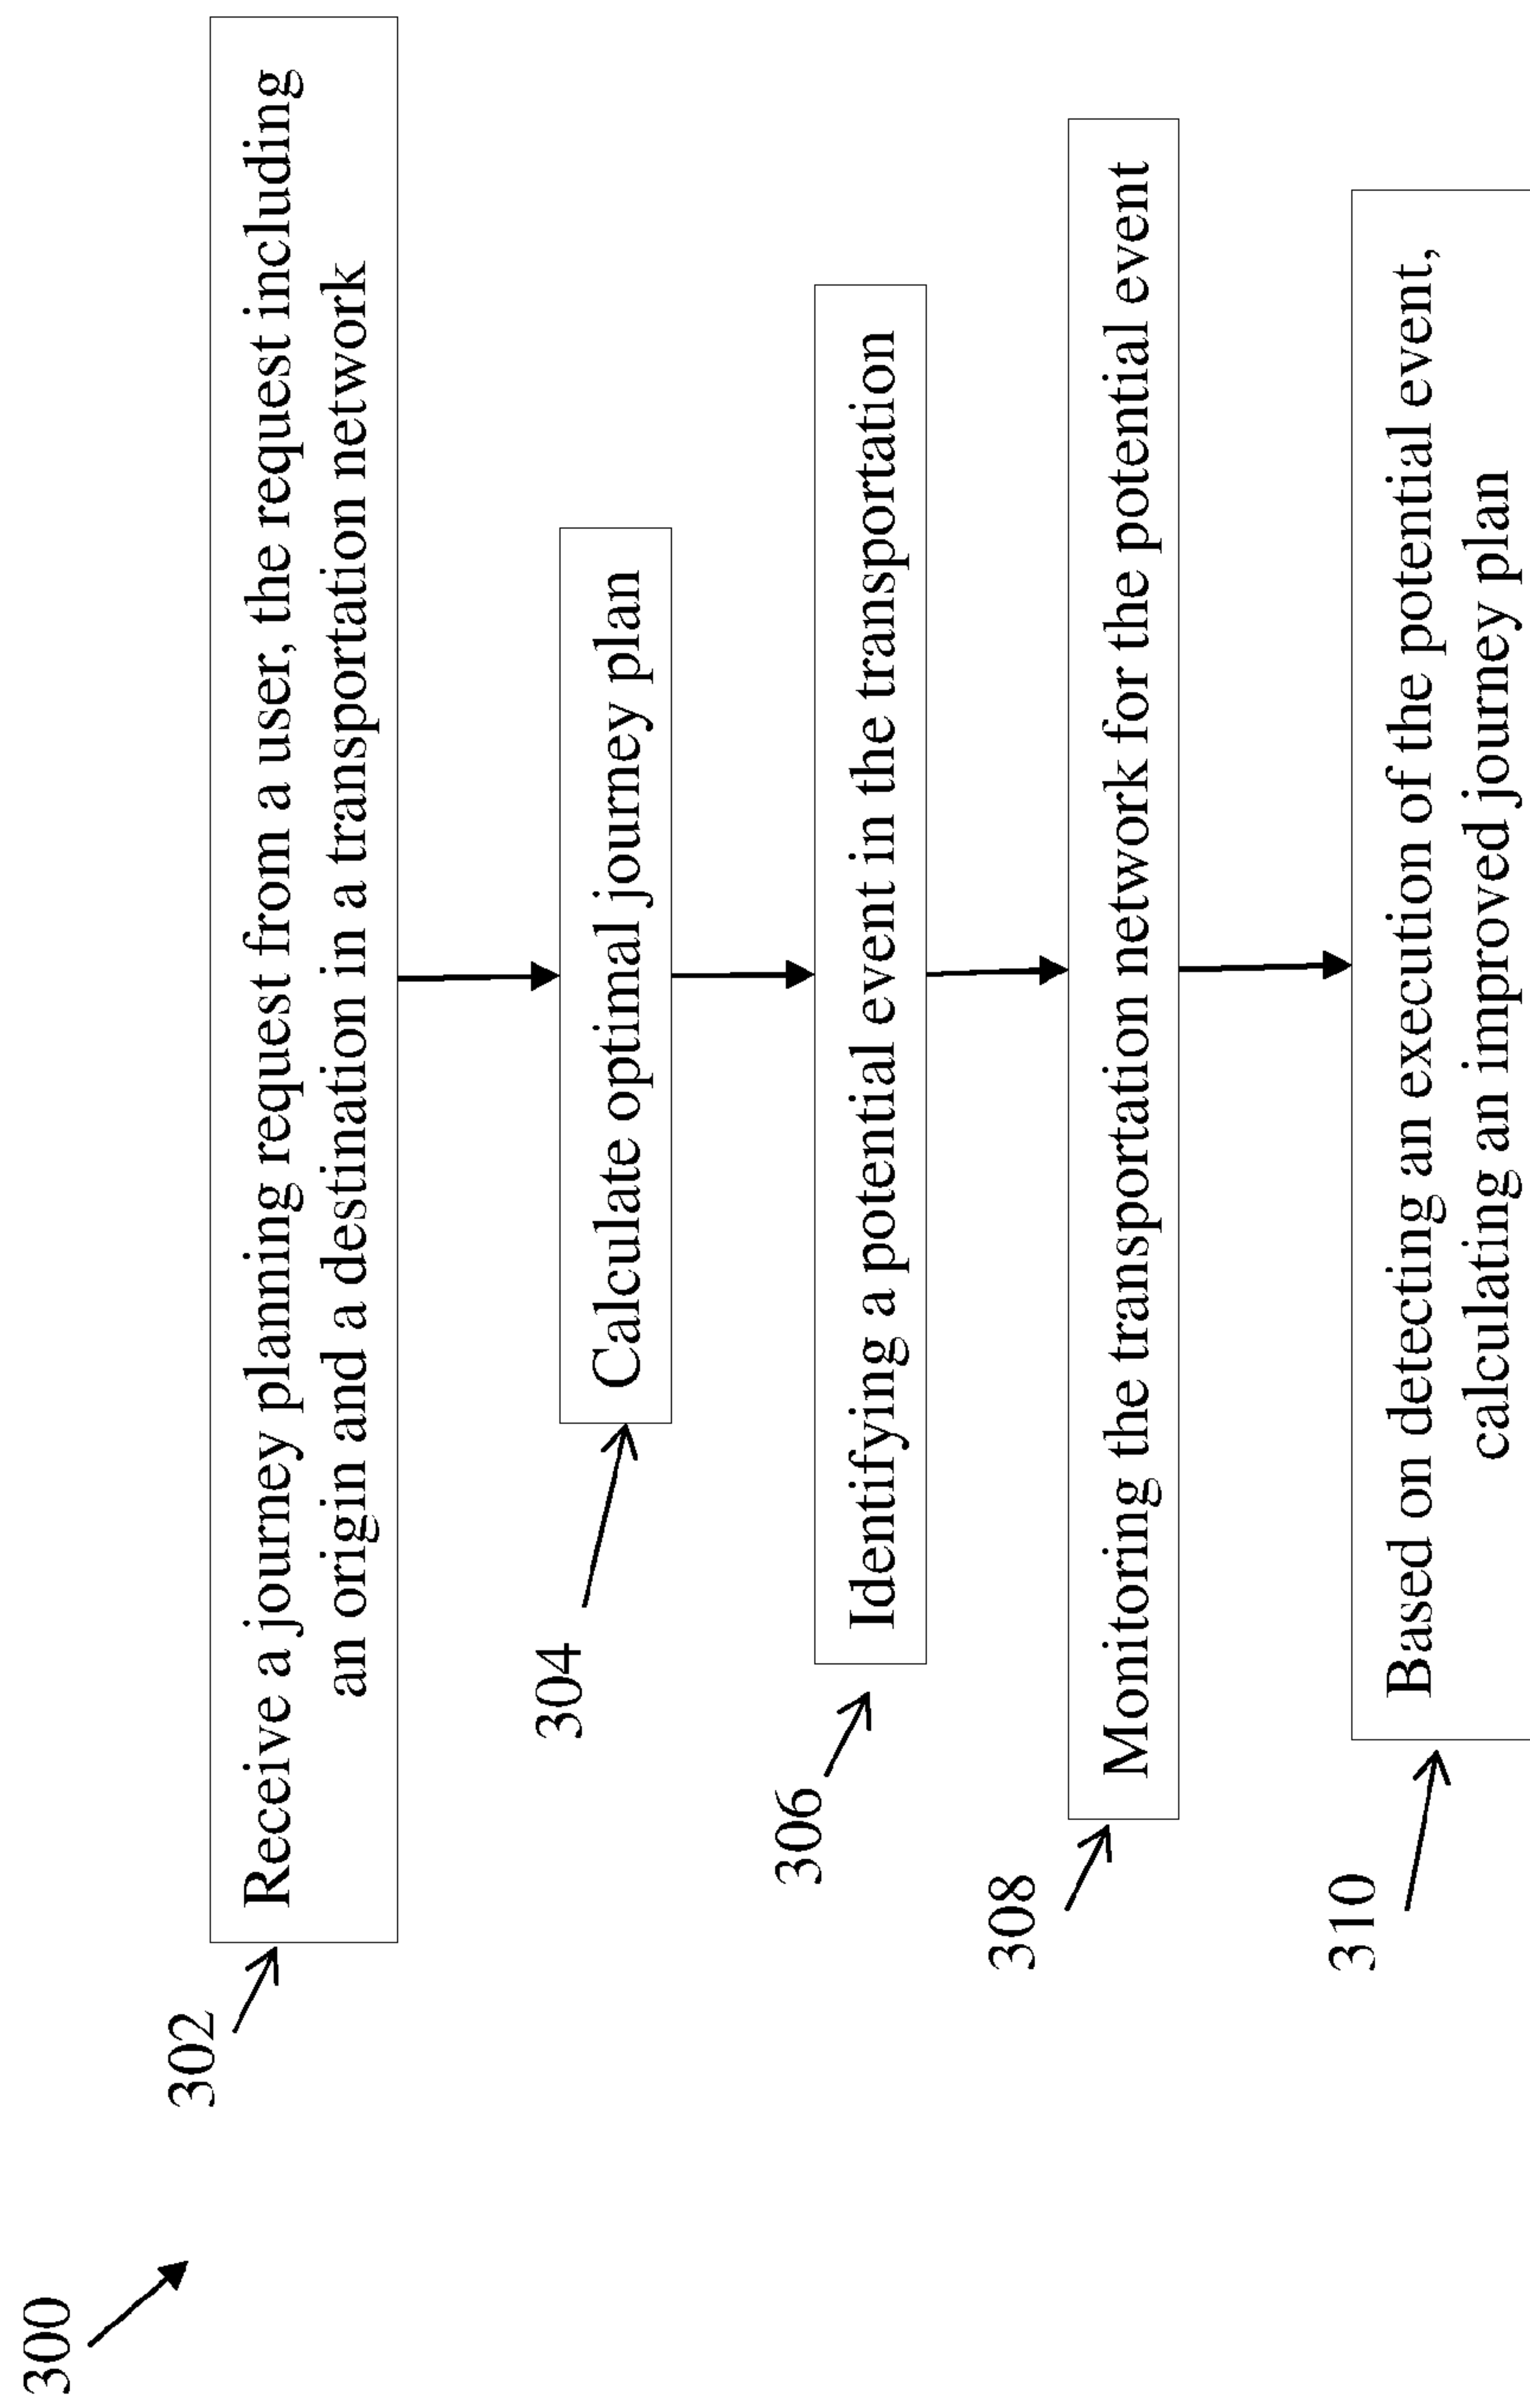 300
302
Receive a journey planning request from a user, the request including
an origin and a destination in a transportation network
304
Calculate optimal journey plan
306
Identifying a potential event in the transportation
308
Monitoring the transportation network for the potential event
310
Based on detecting an execution of the potential event,
calculating an improved journey plan